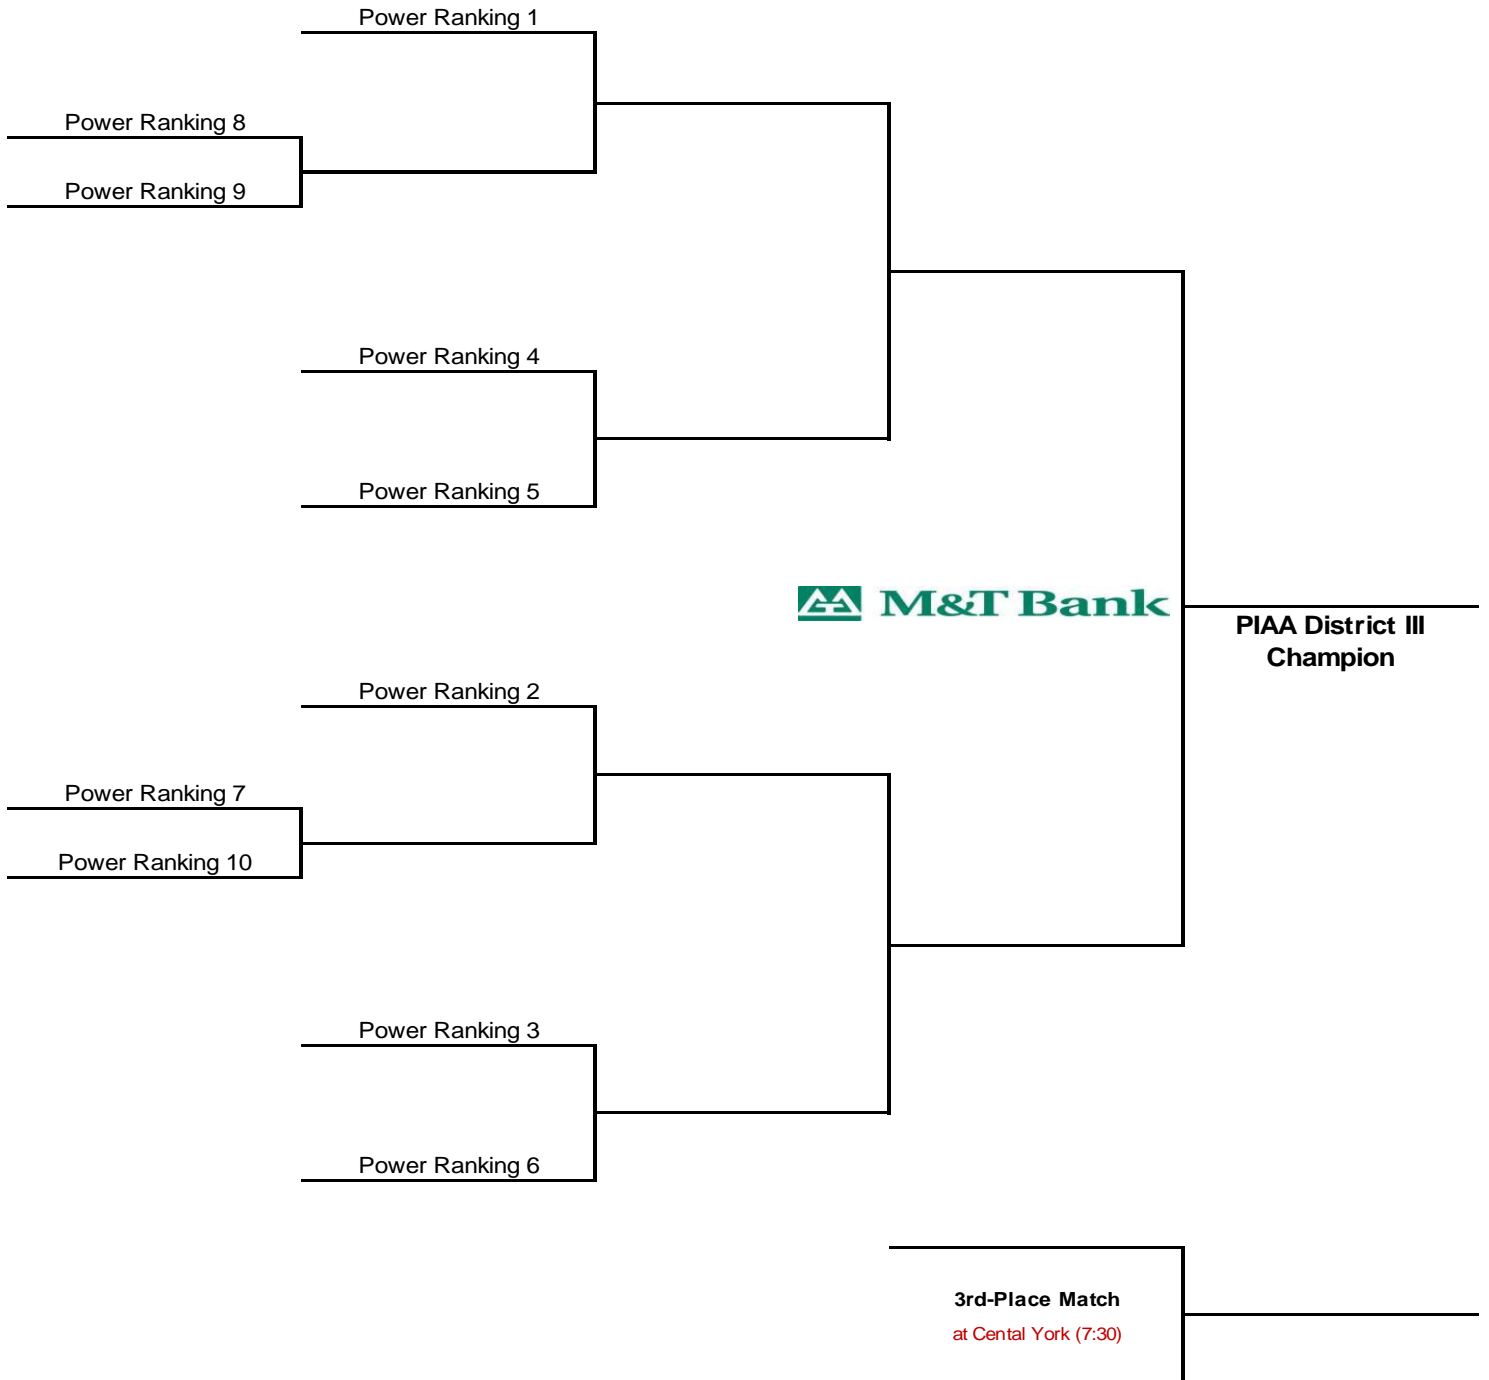 Power Ranking 1
Power Ranking 8
Power Ranking 9
Power Ranking 4
Power Ranking 5
M&T Bank
PIAA District III
Champion
Power Ranking 2
Power Ranking 7
Power Ranking 10
Power Ranking 3
Power Ranking 6
3rd-Place Match
at Cental York (7:30)